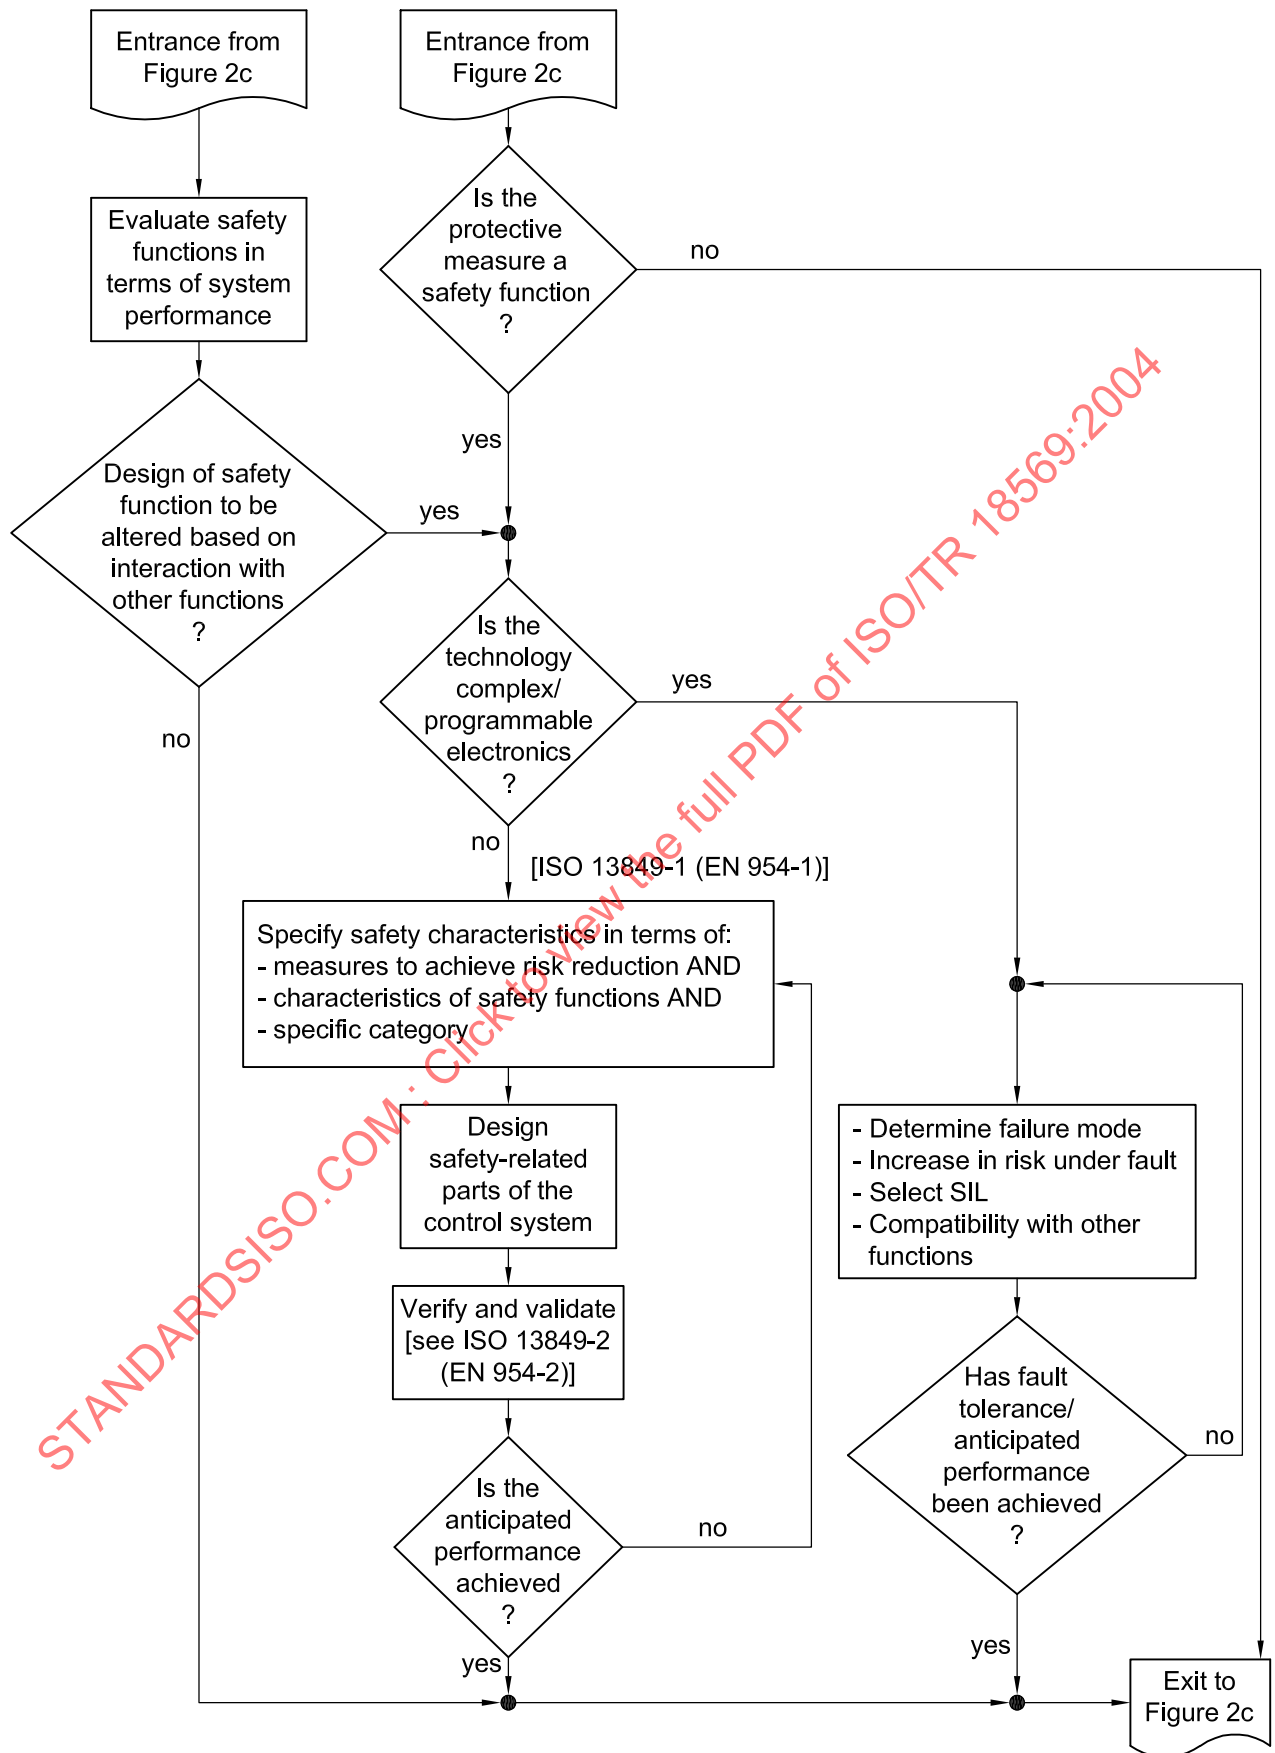 Entrance from
Figure 2c
Entrance from
Figure 2c
Evaluate safety
functions in
terms of system
performance
Is the
protective
measure a
safety function
?
no
yes
Design of safety
function to be
altered based on
interaction with
other functions
?
yes
no
Is the
technology
complex/
programmable
electronics
?
yes
no
[ISO 13849-1 (EN 954-1)]
Specify safety characteristics in terms of:
- measures to achieve risk reduction AND
- characteristics of safety functions AND
- specific category
Design
safety-related
parts of the
control system
Verify and validate
[see ISO 13849-2
(EN 954-2)]
Is the
anticipated
performance
achieved
?
no
yes
- Determine failure mode
- Increase in risk under fault
- Select SIL
- Compatibility with other
functions
Has fault
tolerance/
anticipated
performance
been achieved
?
no
yes
Exit to
Figure 2c
STANDARDSISO.COM : Click to view the full PDF of ISO/TR 18569:2004